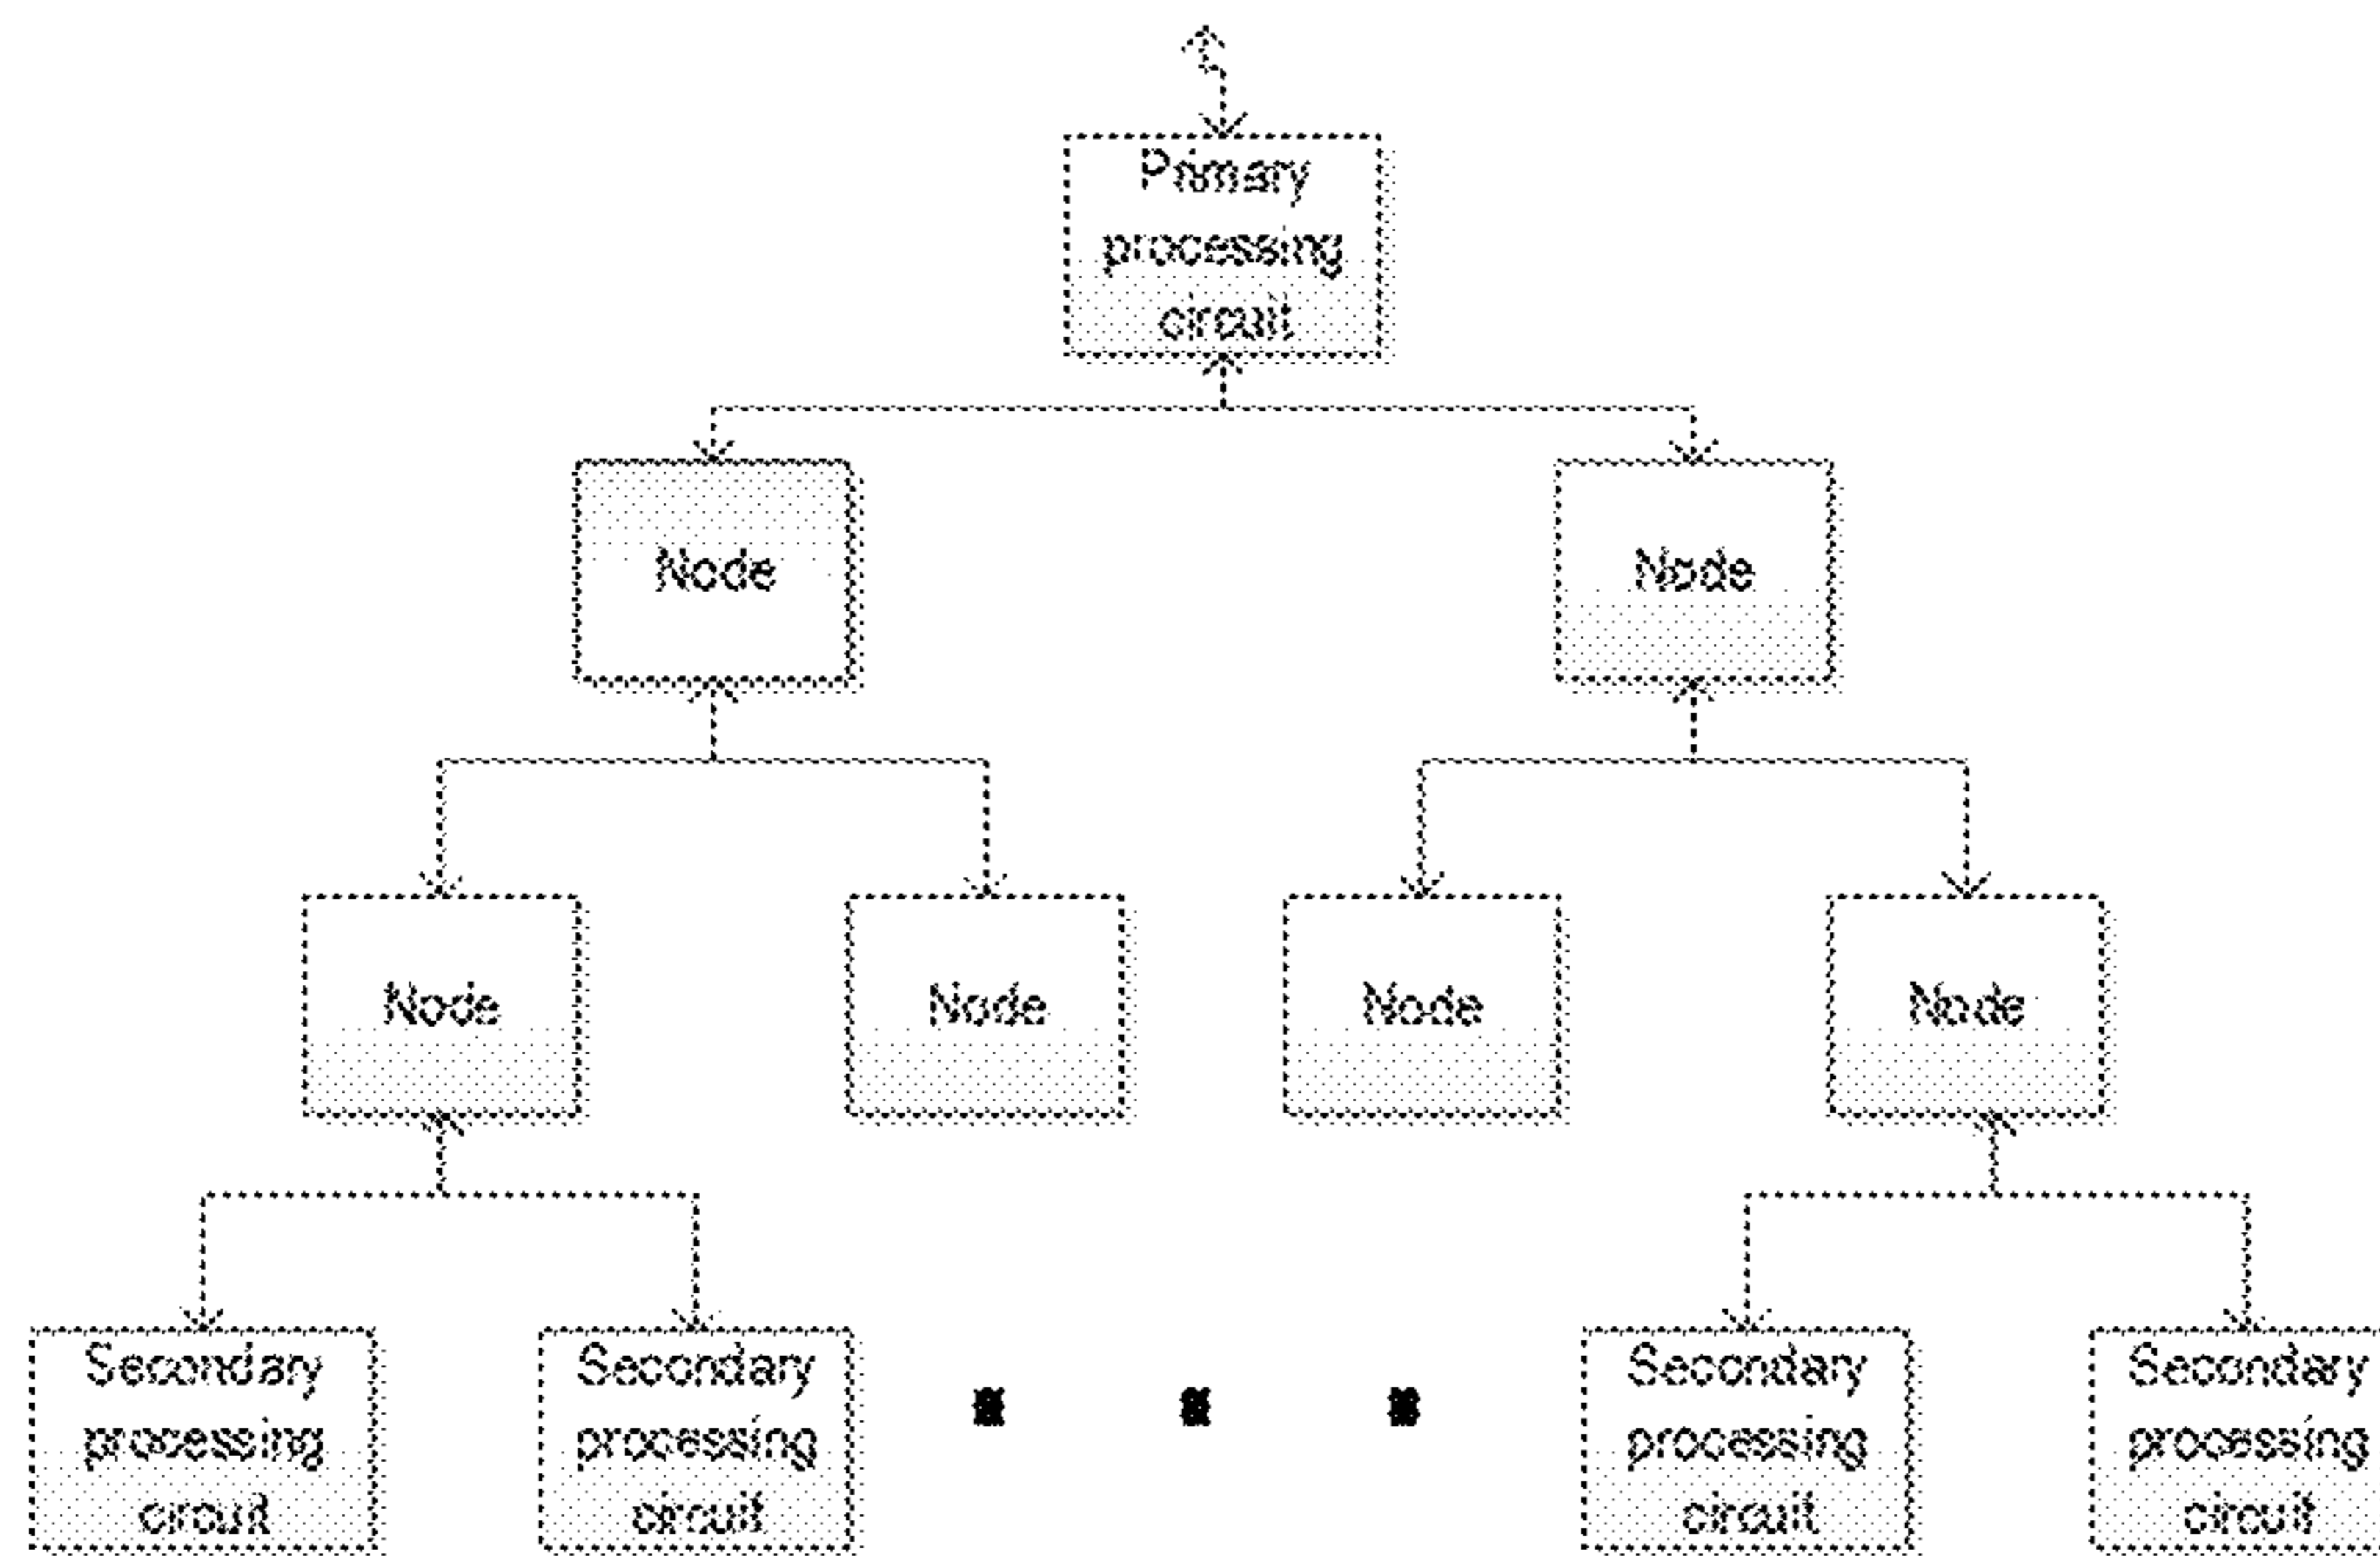 Primary
processing
circuit
Node
Node
Node
Node
Node
Node
Secondary
processing
circuit
Secondary
processing
circuit
Secondary
processing
circuit
Secondary
processing
circuit